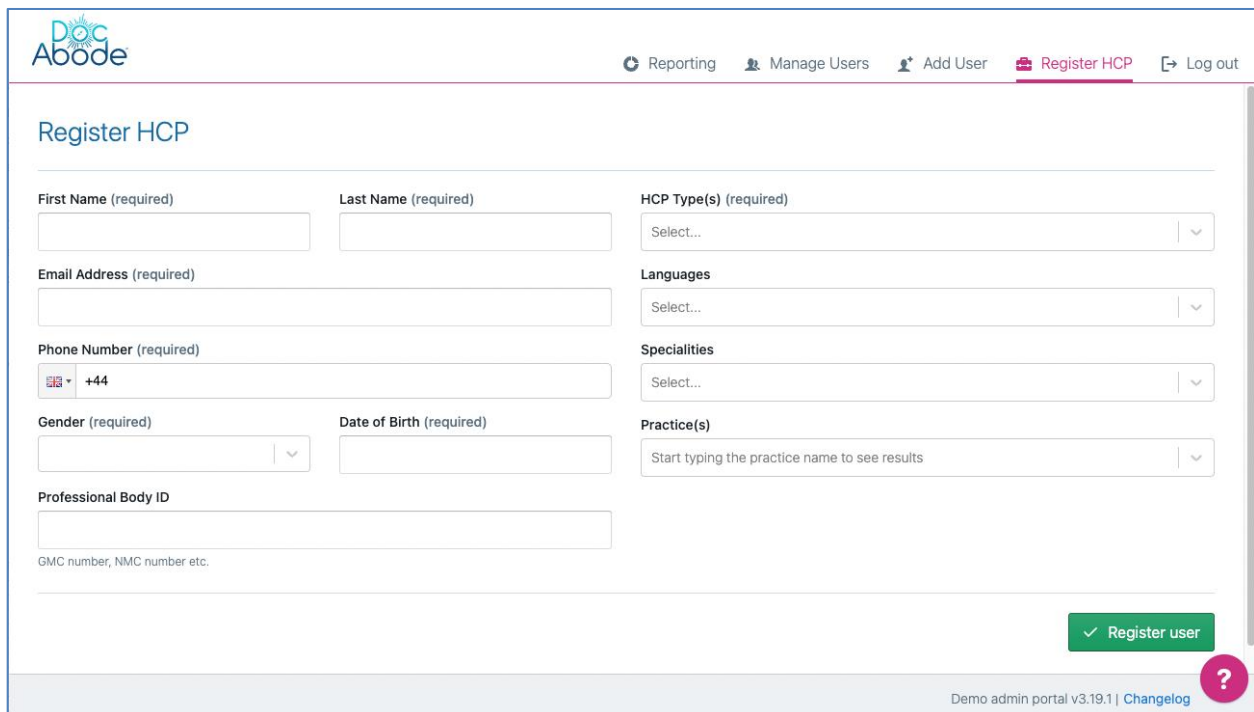 Doc
Abode
Reporting
Manage Users
Add User
Register HCP
Log out
Register HCP
First Name (required)
Last Name (required)
Email Address (required)
Phone Number (required)
+44
Gender (required)
Date of Birth (required)
Professional Body ID
GMC number, NMC number etc.
HCP Type(s) (required)
Select...
Languages
Select...
Specialities
Select...
Practice(s)
Start typing the practice name to see results
Register user
?
Demo admin portal v3.19.1 | Changelog